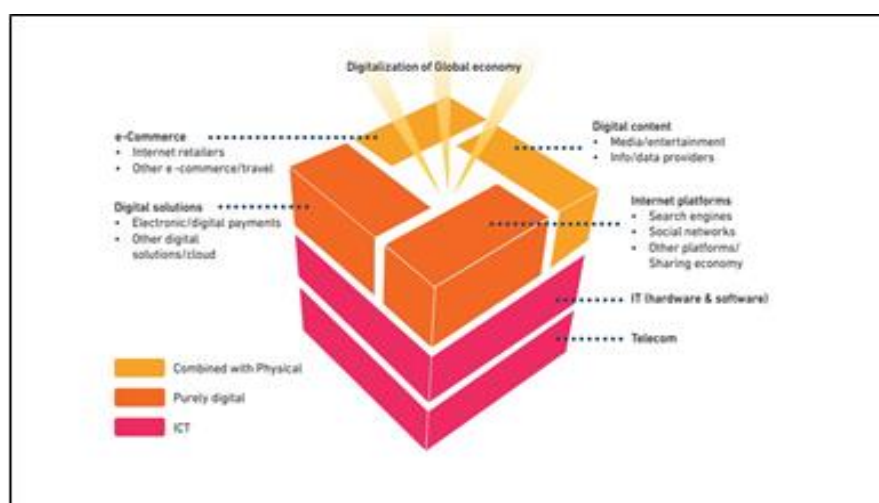 Digitalization of Global economy
e-Commerce
• Internet retailers
• Other e -commerce/travel
Digital solutions
• Electronic/digital payments
• Other digital
solutions/cloud
Digital content
• Media/entertainment
• Info/data providers
Internet platforms
• Search engines
• Social networks
• Other platforms/
Sharing economy
IT (hardware & software)
Telecom
Combined with Physical
Purely digital
ICT